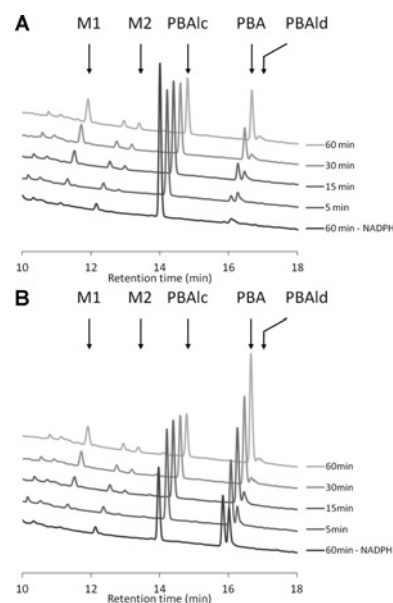 A
M1 M2 PBAlc PBA PBAld
60 min
30 min
15 min
5 min
60 min - NADPH
10 12 14 16 18
Retention time (min)
B
M1 M2 PBAlc PBA PBAld
60min
30min
15min
5min
60min- NADPH
10 12 14 16 18
Retention time (min)